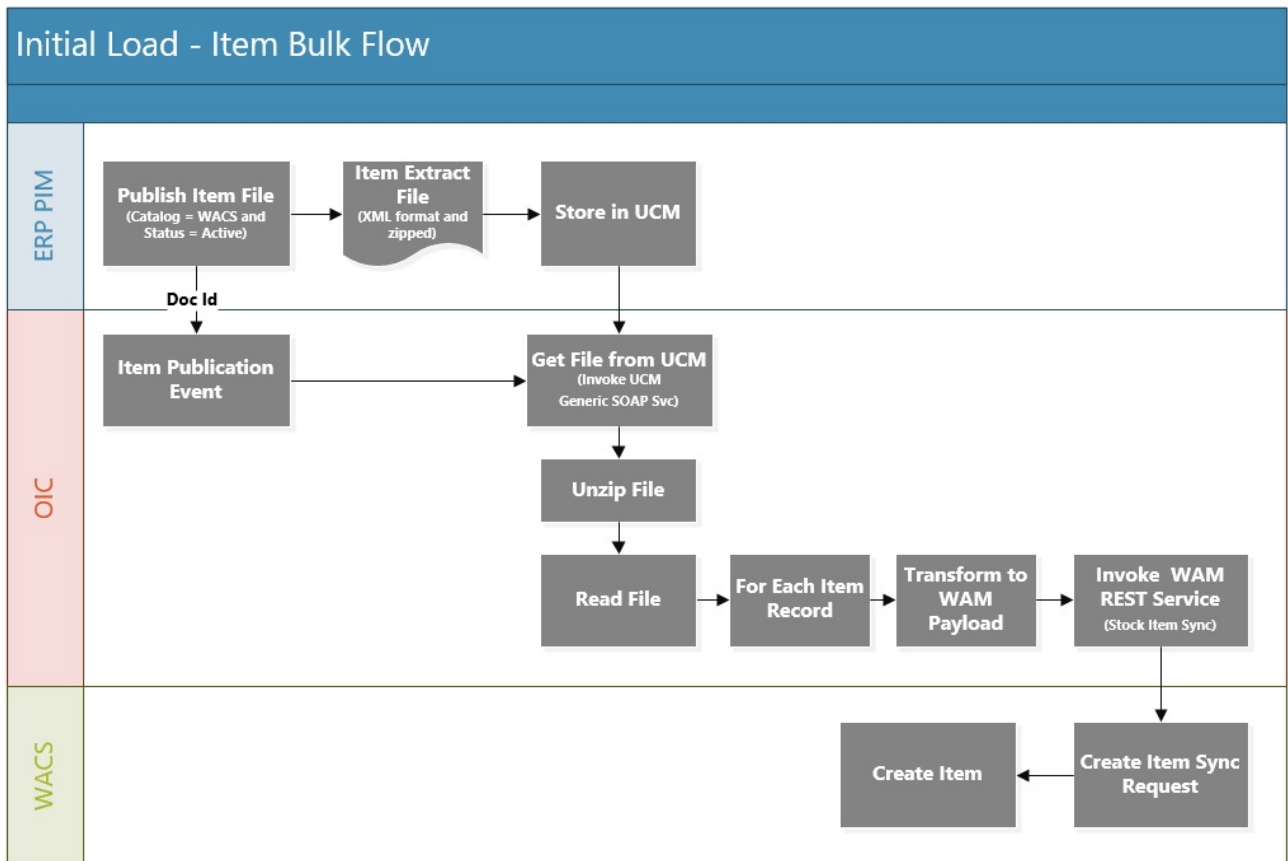 Initial Load - Item Bulk Flow
ERP PIM
Publish Item File
(Catalog = WACS and
Status = Active)
Item Extract
File
(XML format and
zipped)
Store in UCM
Doc Id
OIC
Item Publication
Event
Get File from UCM
(Invoke UCM
Generic SOAP Svc)
Unzip File
Read File
For Each Item
Record
Transform to
WAM
Payload
Invoke WAM
REST Service
(Stock Item Sync)
WACS
Create Item
Create Item Sync
Request